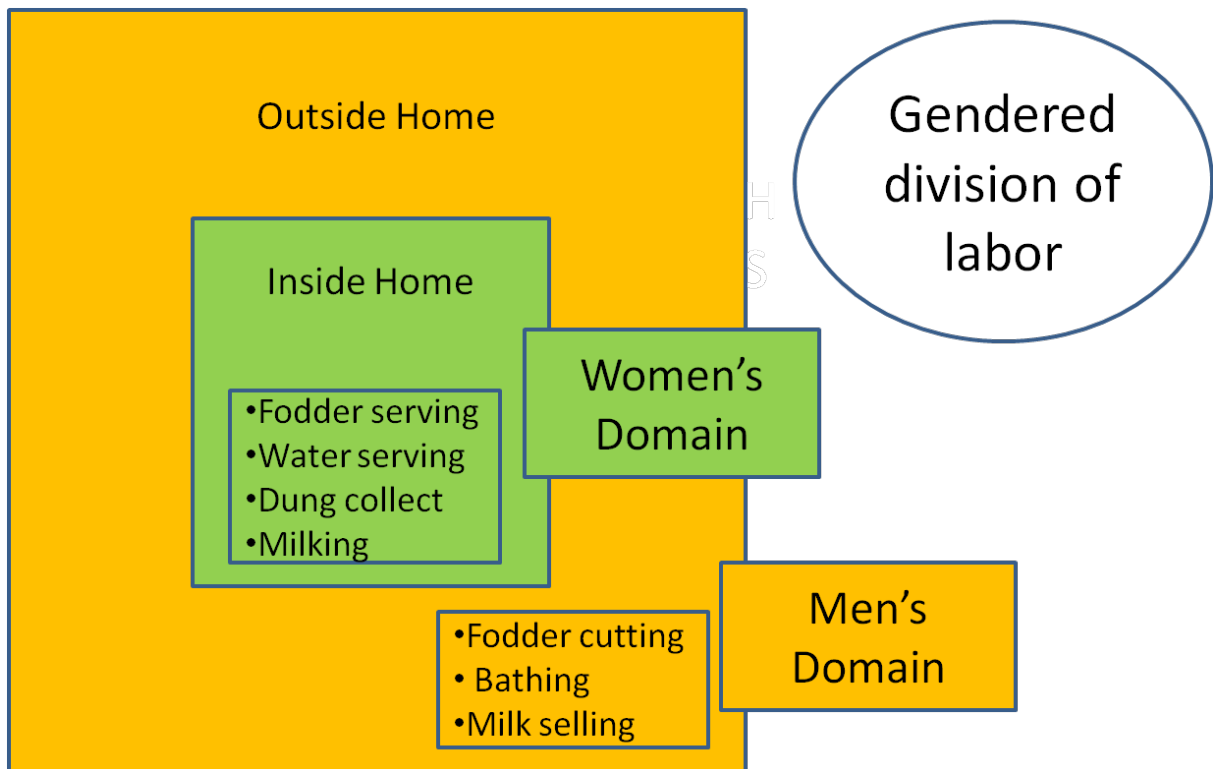 Outside Home
Gendered
division of
labor
H
S
Inside Home
Women’s
Domain
•Fodder serving
•Water serving
•Dung collect
•Milking
Men’s
Domain
•Fodder cutting
• Bathing
•Milk selling